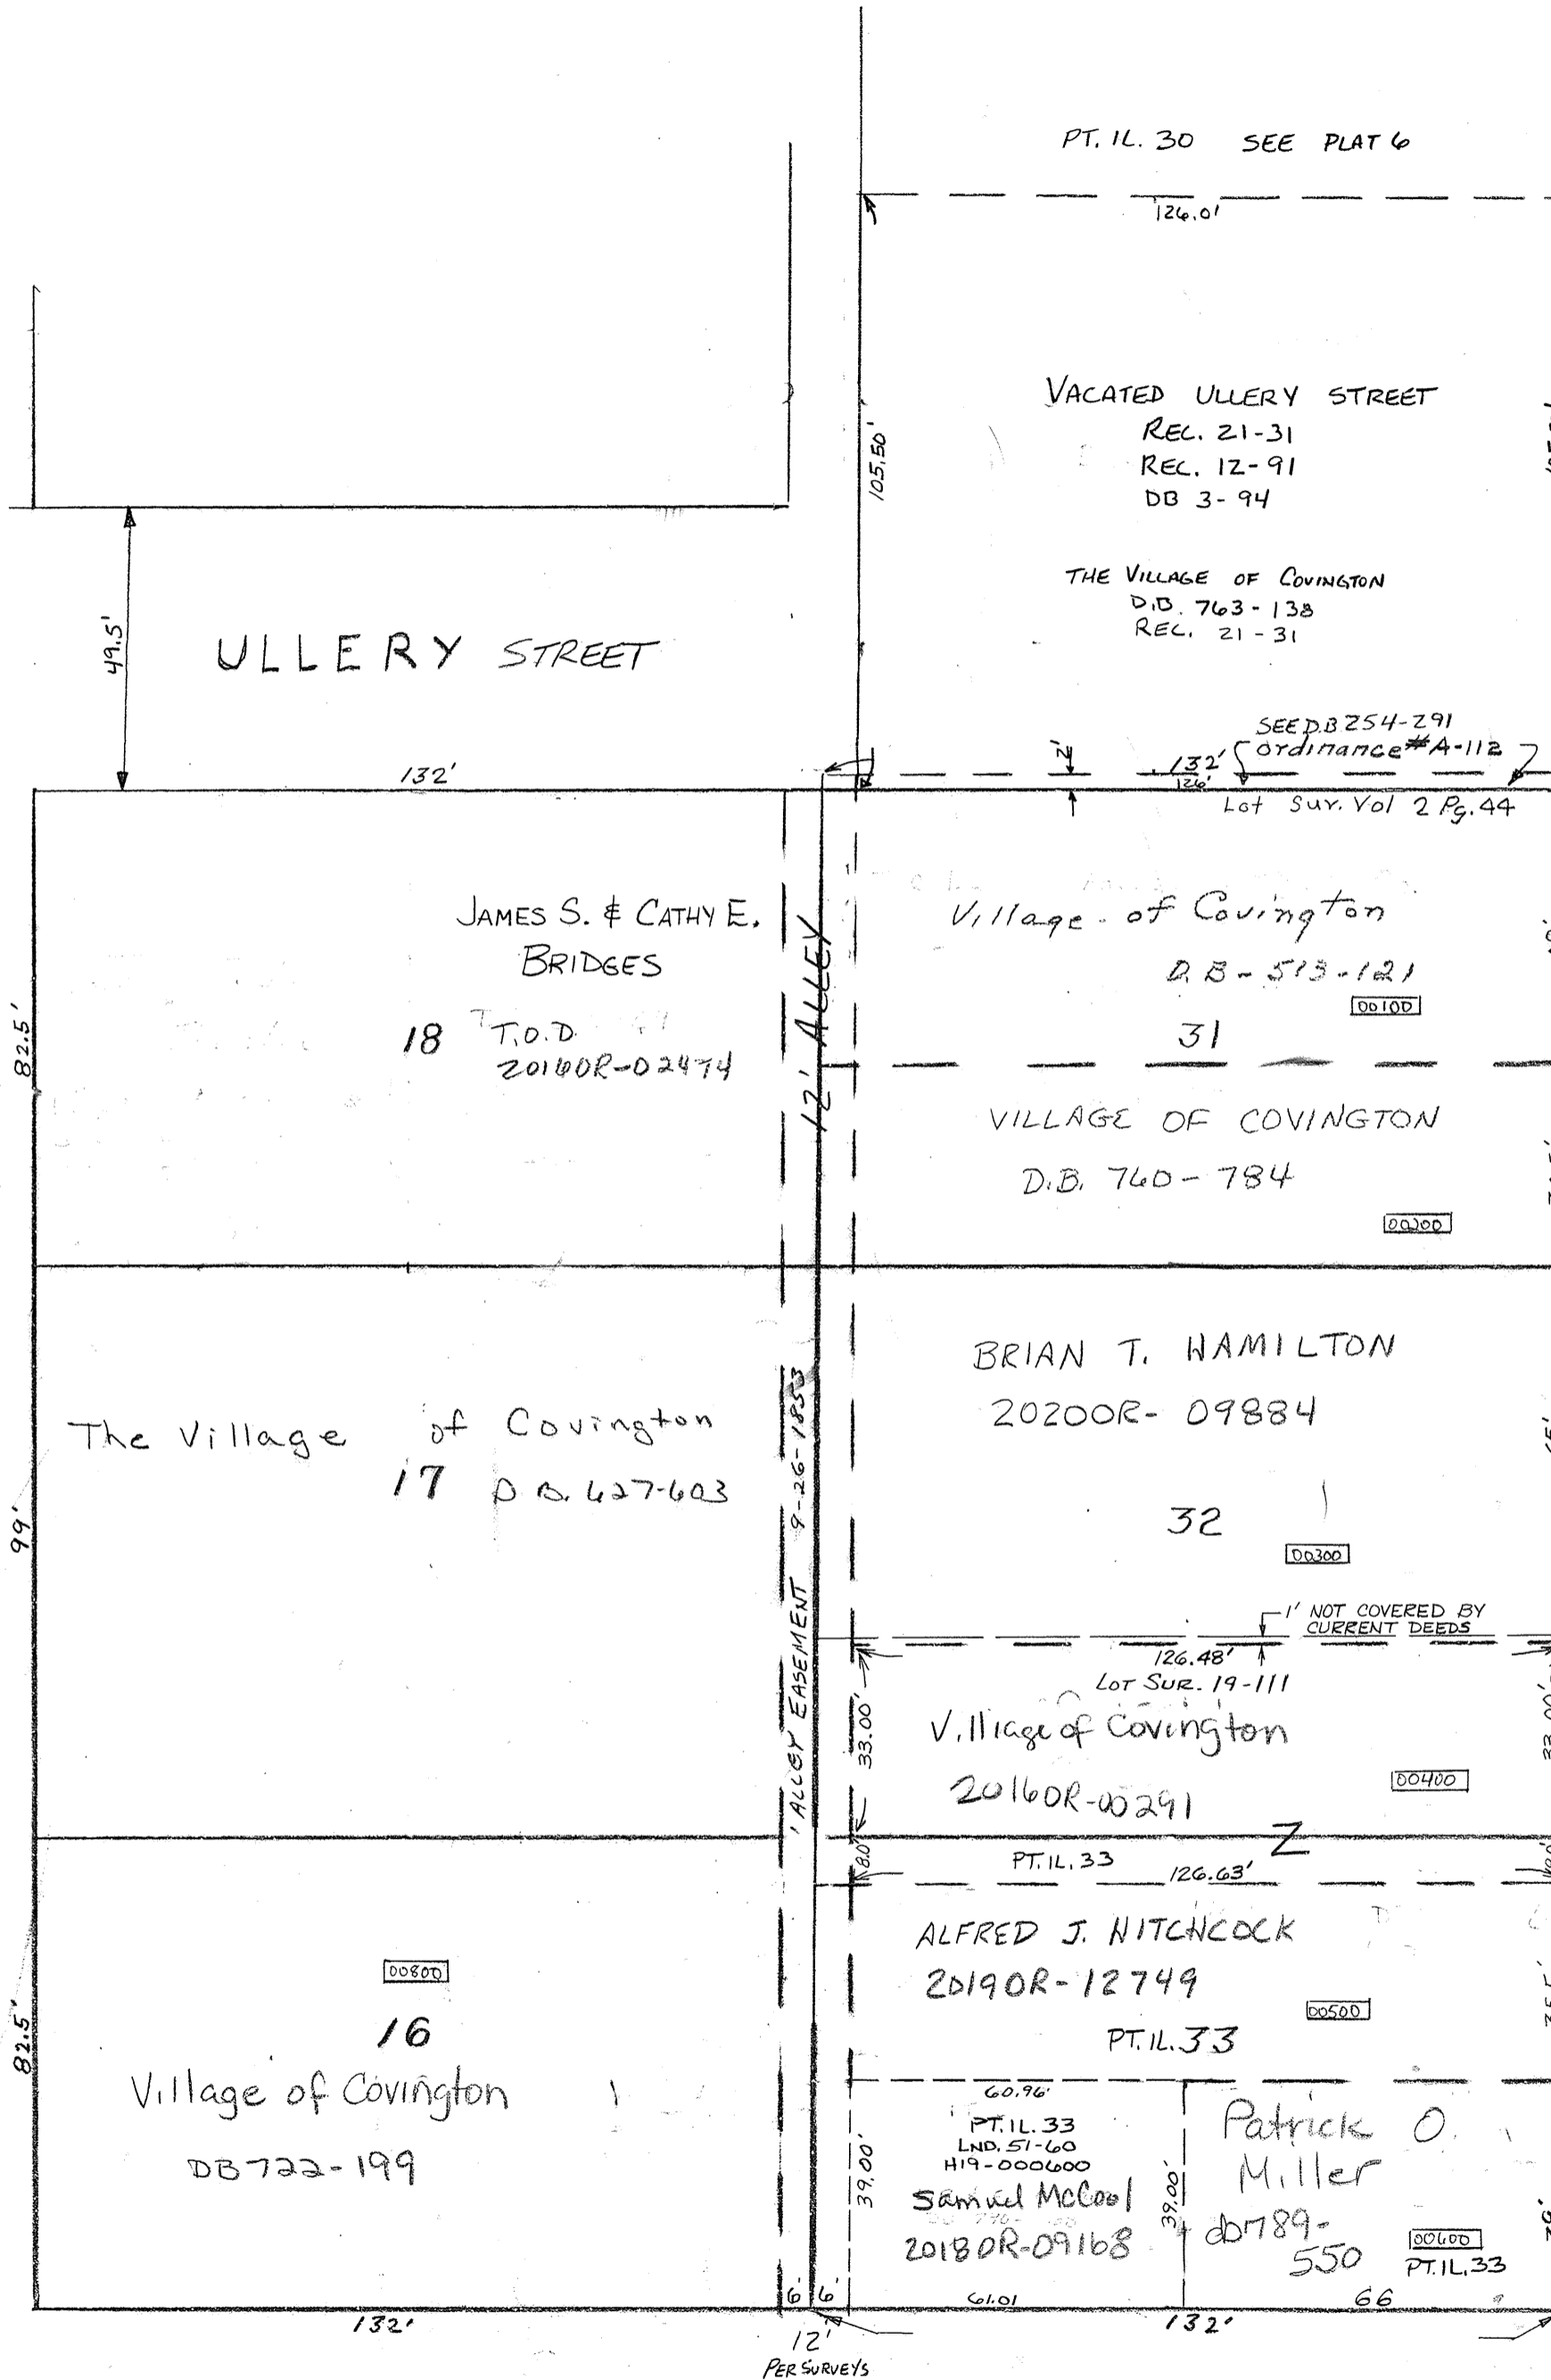 PT. IL. 30 SEE PLAT 6
126.01'
VACATED ULLERY STREET
REC. 21-31
REC. 12-91
DB 3-94
105.50'
THE VILLAGE OF COVINGTON
D.B. 763-138
REC. 21-31
49.5'
ULLERY STREET
SEE D.B 254-291
ordinance #A-112
132'
2'
132'
126'
Lot Sur. Vol 2 Pg. 44
JAMES S. & CATHY E.
BRIDGES
18 T.O.D.
2016OR-02474
82.5'
12' ALLEY
Village of Covington
D.B-513-121
00100
31
VILLAGE OF COVINGTON
D.B. 760-784
00200
The Village of Covington
17 D.B. 627-603
99'
ALLEY EASEMENT 9-26-1853
BRIAN T. HAMILTON
2020OR-09884
32
00300
1' NOT COVERED BY
CURRENT DEEDS
126.48'
LOT SUR. 19-111
33.00'
33.00'
Villiage of Covington
2016OR-00291
00400
8.0'
PT. IL. 33
126.63'
ALFRED J. HITCHCOCK
2019OR-12749
00500
PT. IL. 33
00800
16
Village of Covington
DB 722-199
82.5'
60.96'
PT. IL. 33
LND. 51-60
H19-000600
Samuel McCool
2018OR-09168
39.00'
39.00'
Patrick O.
Miller
db789-
550
00600
PT. IL. 33
6' 6'
61.01
66
132'
12'
132'
PER SURVEYS